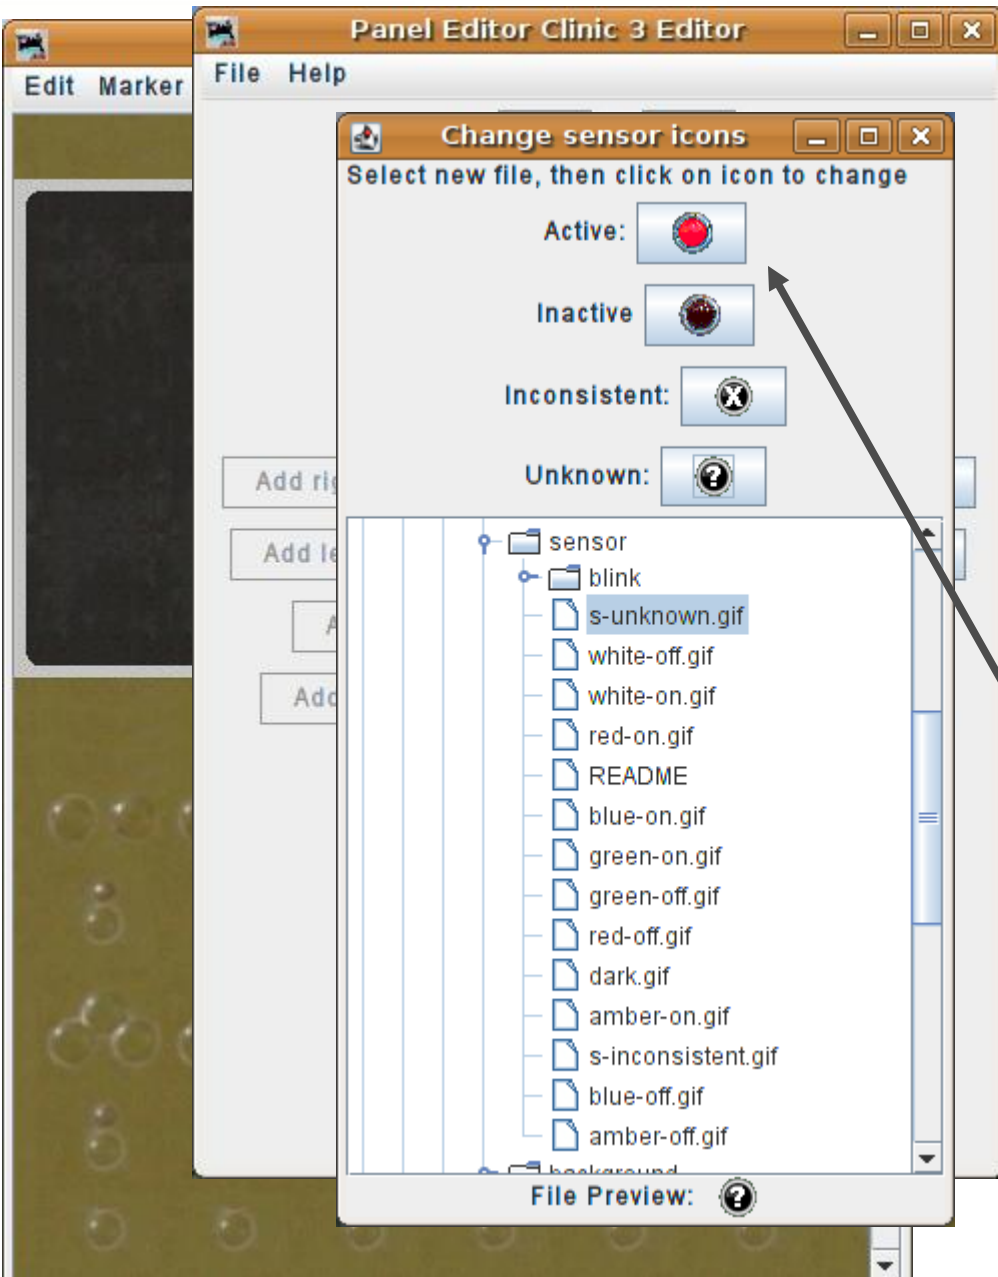 Panel Editor Clinic 3 Editor
Edit Marker
File Help
Change sensor icons
Select new file, then click on icon to change
Active:
Inactive
Inconsistent:
X
Unknown:
?
Add
Add
Add
sensor
blink
s-unknown.gif
white-off.gif
white-on.gif
red-on.gif
README
blue-on.gif
green-on.gif
green-off.gif
red-off.gif
dark.gif
amber-on.gif
s-inconsistent.gif
blue-off.gif
amber-off.gif
background
File Preview: ?